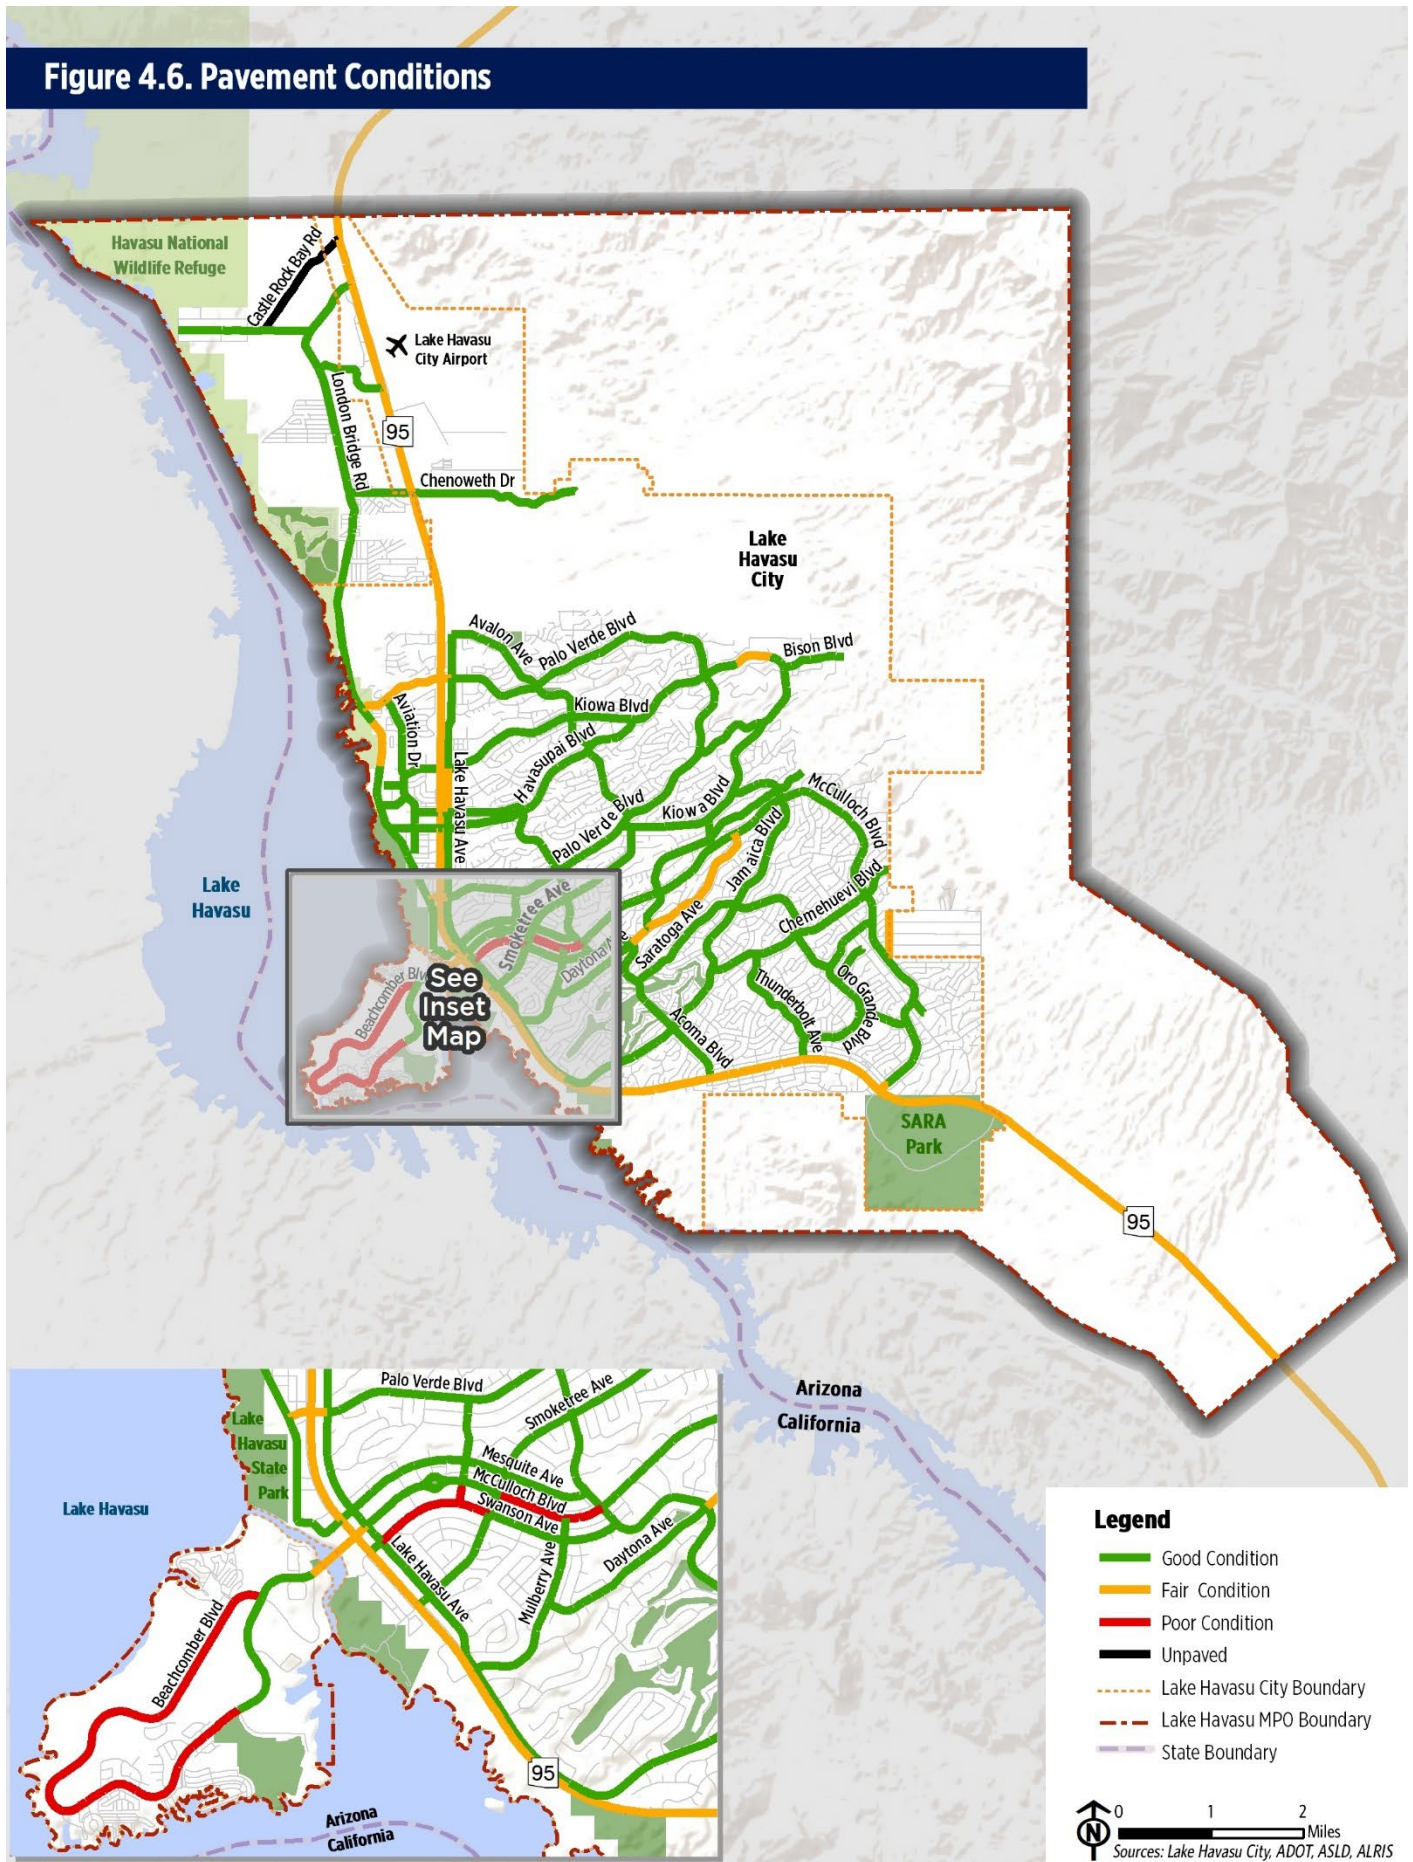 Figure 4.6. Pavement Conditions
Havasu National
Wildlife Refuge
Castle Rock Bay Rd
Lake Havasu
City Airport
London Bridge Rd
95
Chenoweth Dr
Lake
Havasu
City
Avalon Ave
Palo Verde Blvd
Bison Blvd
Aviation Dr
Kiowa Blvd
Havasupai Blvd
Lake Havasu Ave
Palo Verde Blvd
Kiowa Blvd
McCulloch Blvd
Jamaica Blvd
Chemehuevi Blvd
Lake
Havasu
Smoketree Ave
Saratoga Ave
Daytona Ave
Beachcomber Blvd
See
Inset
Map
Thunderbolt Ave
Oro Grande Blvd
Acoma Blvd
SARA
Park
95
Arizona
California
Palo Verde Blvd
Smoketree Ave
Lake
Havasu
State
Park
Mesquite Ave
McCulloch Blvd
Swanson Ave
Lake Havasu
Daytona Ave
Lake Havasu Ave
Mulberry Ave
Beachcomber Blvd
95
Arizona
California
Legend
Good Condition
Fair Condition
Poor Condition
Unpaved
Lake Havasu City Boundary
Lake Havasu MPO Boundary
State Boundary
N
0 1 2
Miles
Sources: Lake Havasu City, ADOT, ASLD, ALRIS